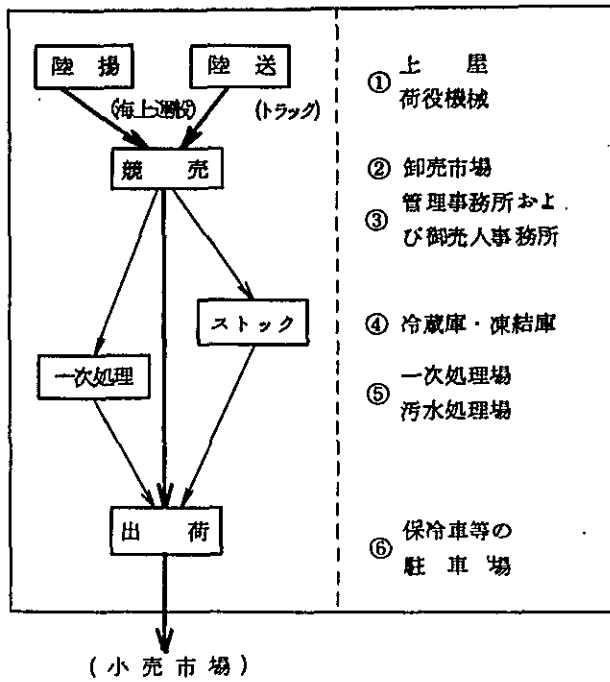 陸揚
陸送
(海上運搬)
(トラック)
競売
ストック
一次処理
出荷
(小売市場)
① 上屋
荷役機械
② 卸売市場
③ 管理事務所およ
び御売人事務所
④ 冷蔵庫・凍結庫
⑤ 一次処理場
汚水処理場
⑥ 保冷車等の
駐車場